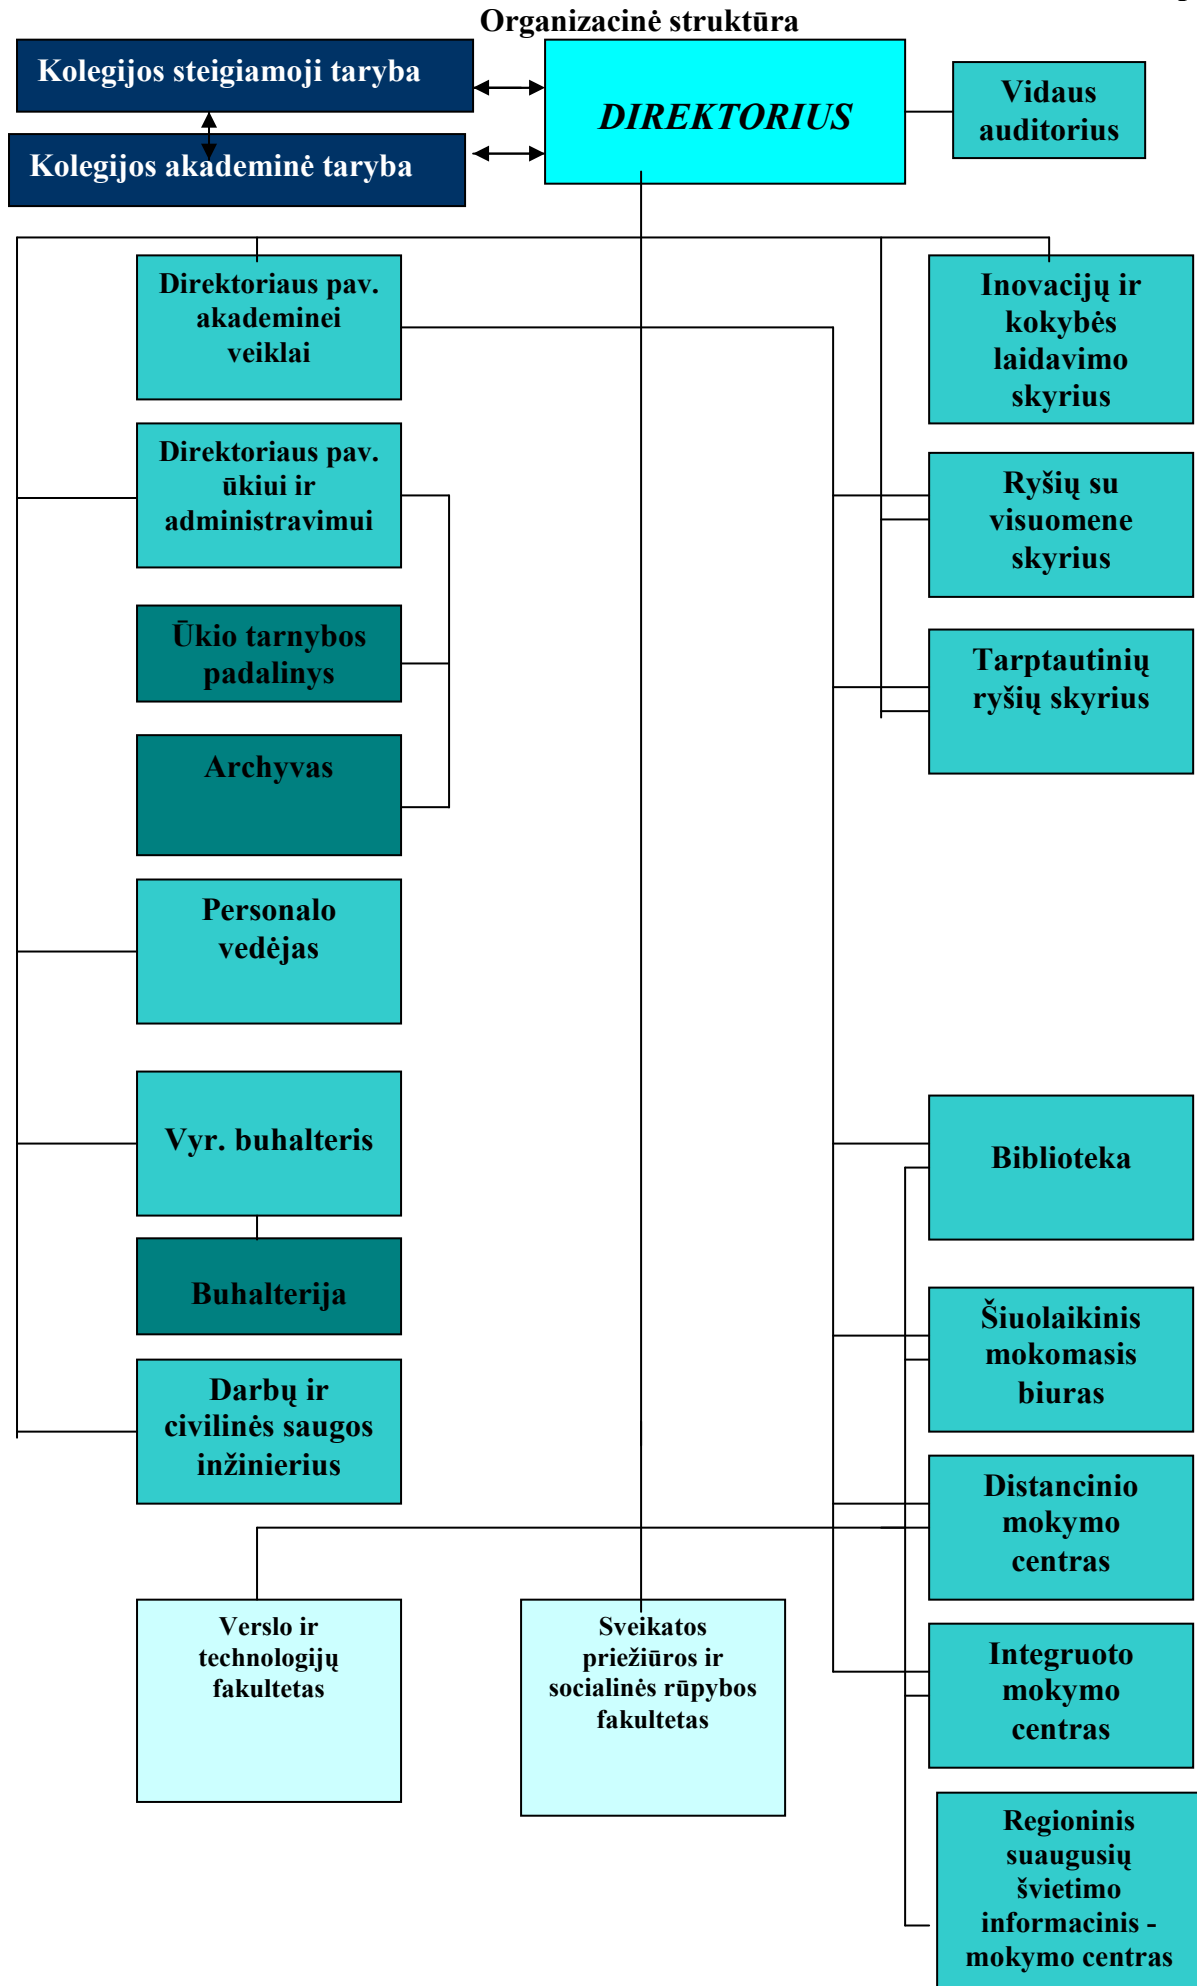 Organizacinė struktūra
Kolegijos steigiamoji taryba
DIREKTORIUS
Vidaus
auditorius
Kolegijos akademinė taryba
Direktoriaus pav.
akademinei
veiklai
Inovacijų ir
kokybės
laidavimo
skyrius
Direktoriaus pav.
ūkiui ir
administravimui
Ryšių su
visuomene
skyrius
Ūkio tarnybos
padalinys
Tarptautinių
ryšių skyrius
Archyvas
Personalo
vedėjas
Vyr. buhalteris
Biblioteka
Buhalterija
Šiuolaikinis
mokomasis
biuras
Darbų ir
civilinės saugos
inžinierius
Distancinio
mokymo
centras
Verslo ir
technologijų
fakultetas
Sveikatos
priežiūros ir
socialinės rūpybos
fakultetas
Integruoto
mokymo
centras
Regioninis
suaugusių
švietimo
informacinis -
mokymo centras